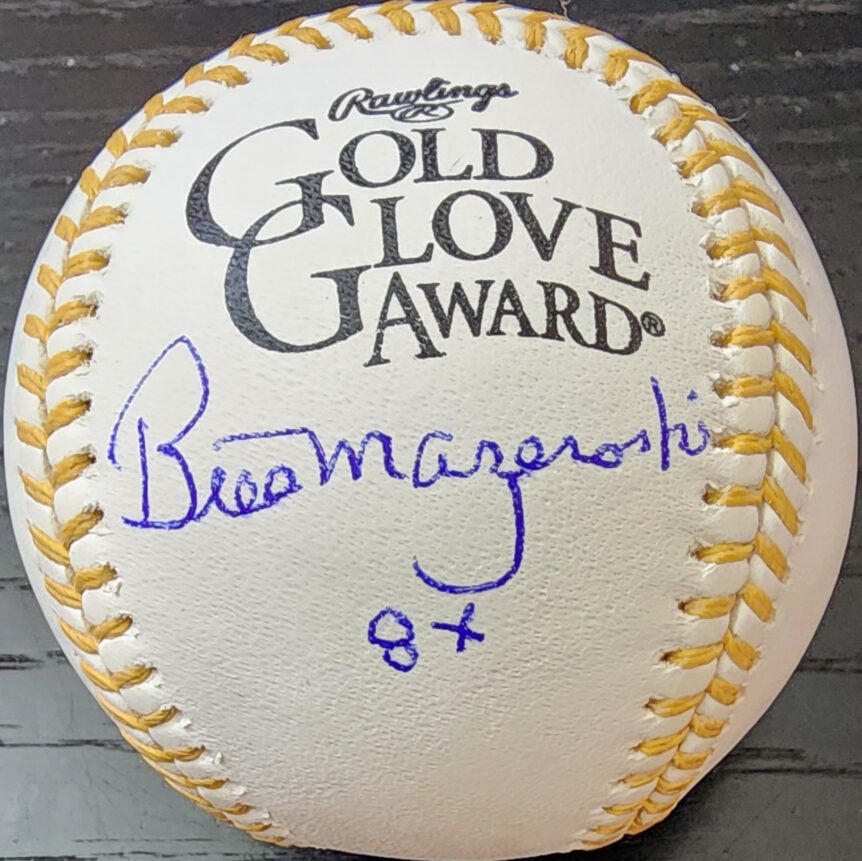 Rawlings
R
GOLD
GLOVE
AWARD®
Bill Mazeroski
8x